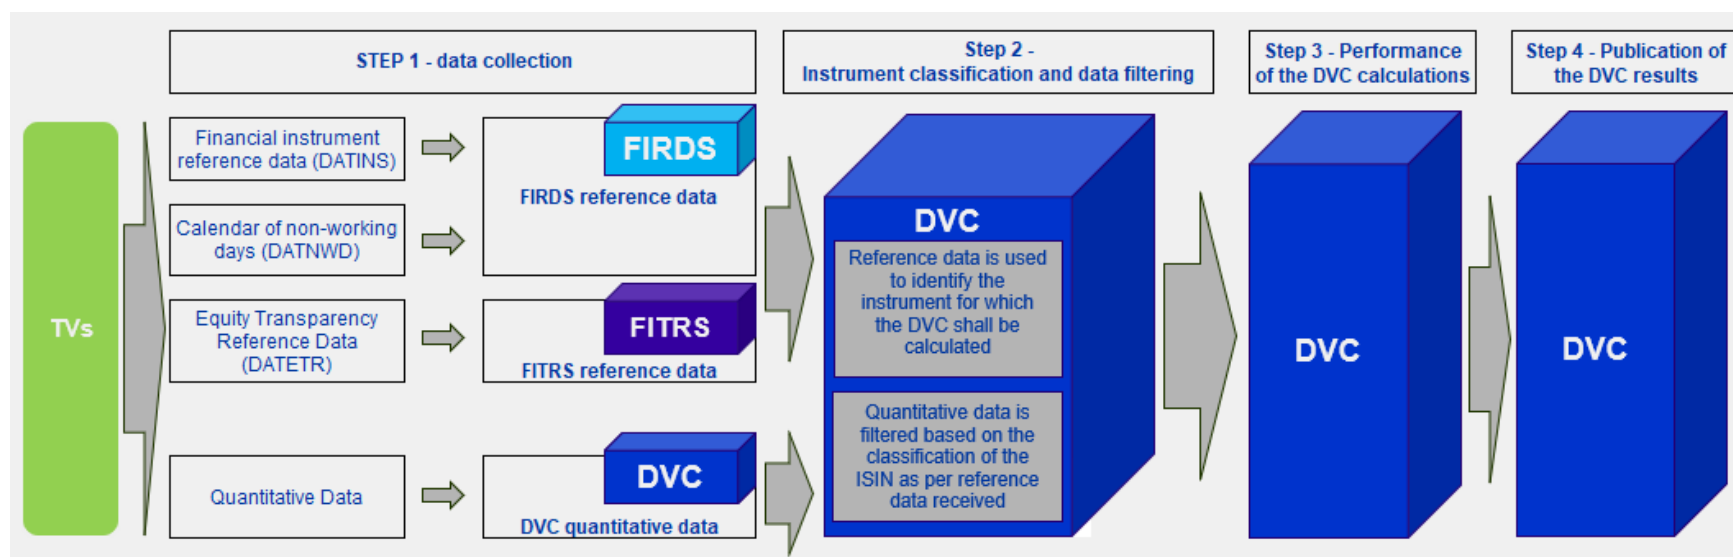 STEP 1 - data collection
Step 2 -
Instrument classification and data filtering
Step 3 - Performance
of the DVC calculations
Step 4 - Publication of
the DVC results
TVs
Financial instrument
reference data (DATINS)
FIRDS
FIRDS reference data
Calendar of non-working
days (DATNWD)
Equity Transparency
Reference Data
(DATETR)
FITRS
FITRS reference data
Quantitative Data
DVC
DVC quantitative data
DVC
Reference data is used
to identify the
instrument for which
the DVC shall be
calculated
Quantitative data is
filtered based on the
classification of the
ISIN as per reference
data received
DVC
DVC